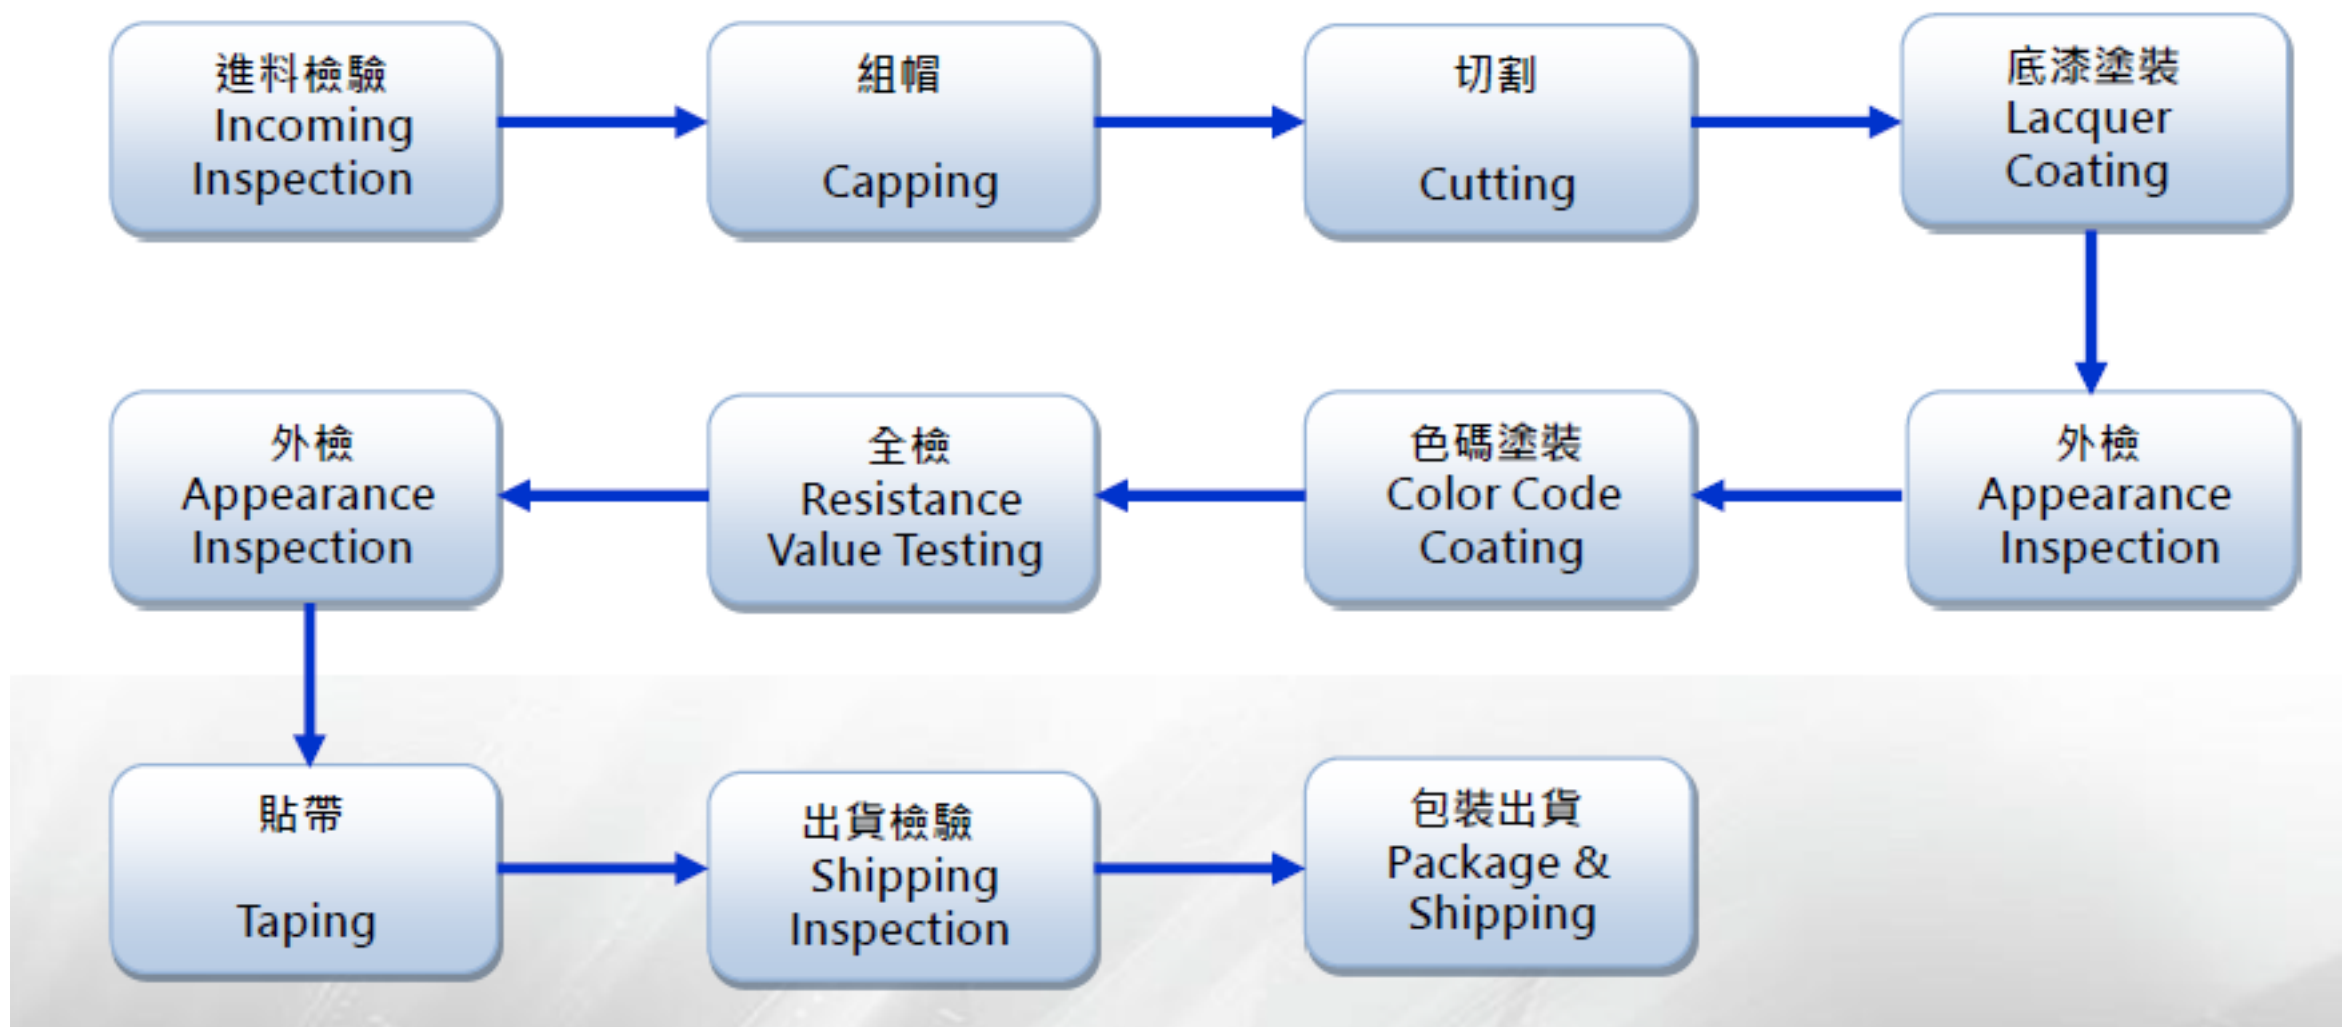 進料檢驗
Incoming
Inspection
組帽
Capping
切割
Cutting
底漆塗裝
Lacquer
Coating
外檢
Appearance
Inspection
色碼塗裝
Color Code
Coating
全檢
Resistance
Value Testing
外檢
Appearance
Inspection
貼帶
Taping
出貨檢驗
Shipping
Inspection
包裝出貨
Package &
Shipping